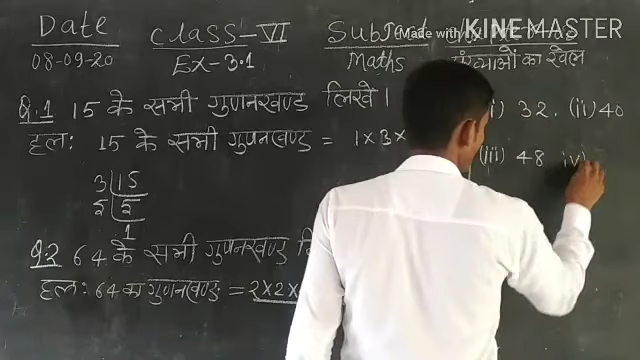 Date
08-09-20
Class-VI
Ex-3.1
Subject
Maths
Made with KINEMASTER
संख्याओं का खेल
Q.1 15 के सभी गुणनखण्ड लिखें।
हल: 15 के सभी गुणनखण्ड = 1×3×
3 15
5 5
1
Q.2 64 के सभी गुणनखण्ड
हल: 64 का गुणनखण्ड = 2×2×
i) 32. (ii) 40
(iii) 48 iv)